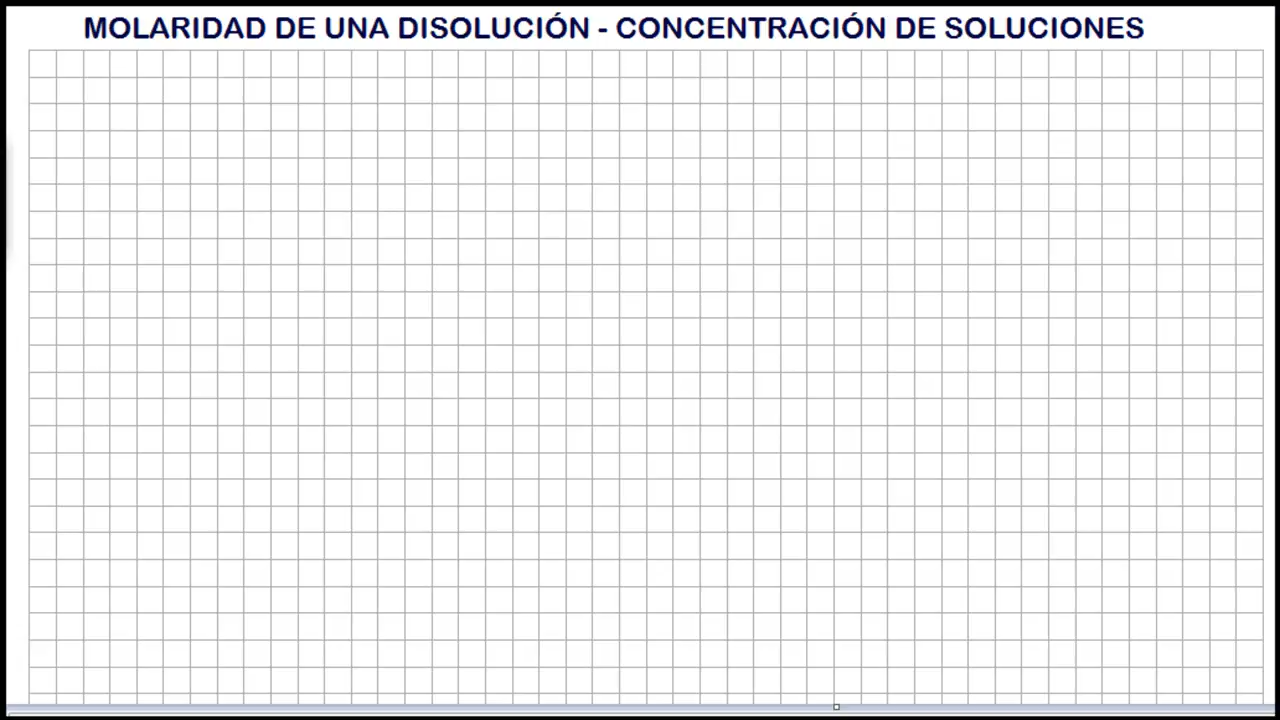 MOLARIDAD DE UNA DISOLUCIÓN - CONCENTRACIÓN DE SOLUCIONES